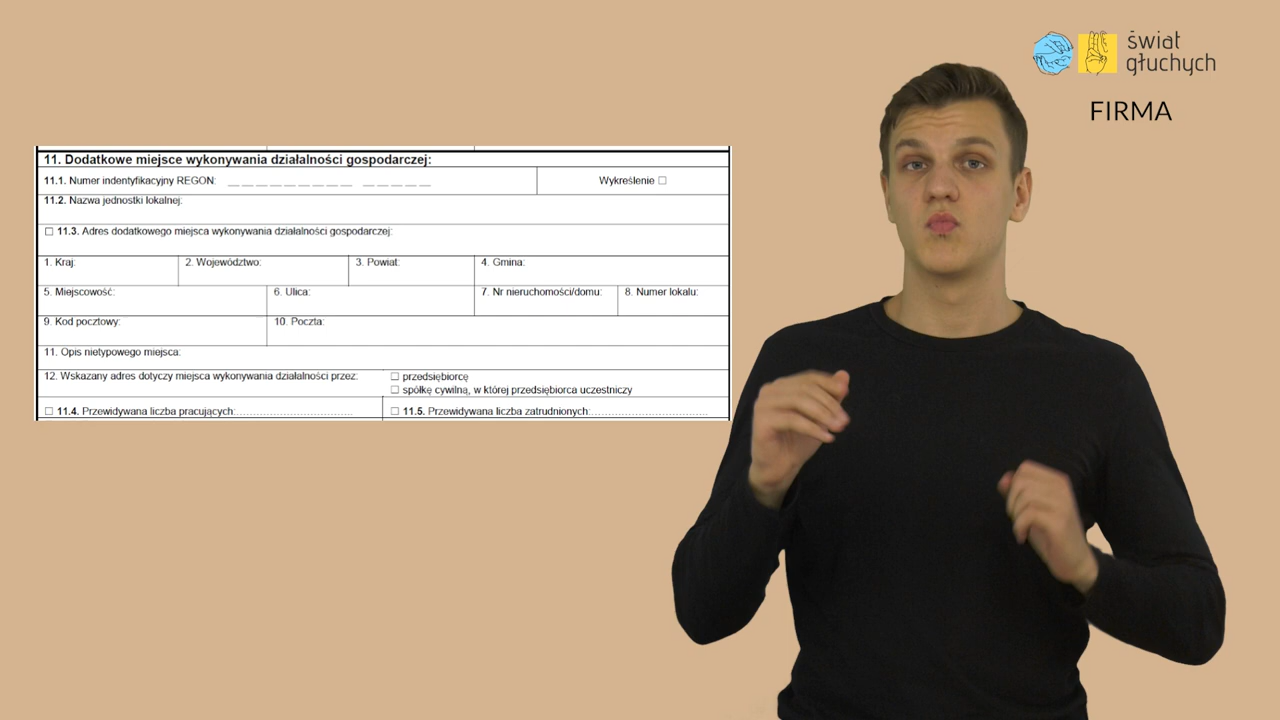 świat
głuchych
FIRMA
11. Dodatkowe miejsce wykonywania działalności gospodarczej:
11.1. Numer indentyfikacyjny REGON: _ _ _ _ _ _ _ _ _ _ _ _ _ _ Wykreślenie ☐
11.2. Nazwa jednostki lokalnej:
☐ 11.3. Adres dodatkowego miejsca wykonywania działalności gospodarczej:
1. Kraj: 2. Województwo: 3. Powiat: 4. Gmina:
5. Miejscowość: 6. Ulica: 7. Nr nieruchomości/domu: 8. Numer lokalu:
9. Kod pocztowy: 10. Poczta:
11. Opis nietypowego miejsca:
12. Wskazany adres dotyczy miejsca wykonywania działalności przez: ☐ przedsiębiorcę
☐ spółkę cywilną, w której przedsiębiorca uczestniczy
☐ 11.4. Przewidywana liczba pracujących:.................................... ☐ 11.5. Przewidywana liczba zatrudnionych:....................................